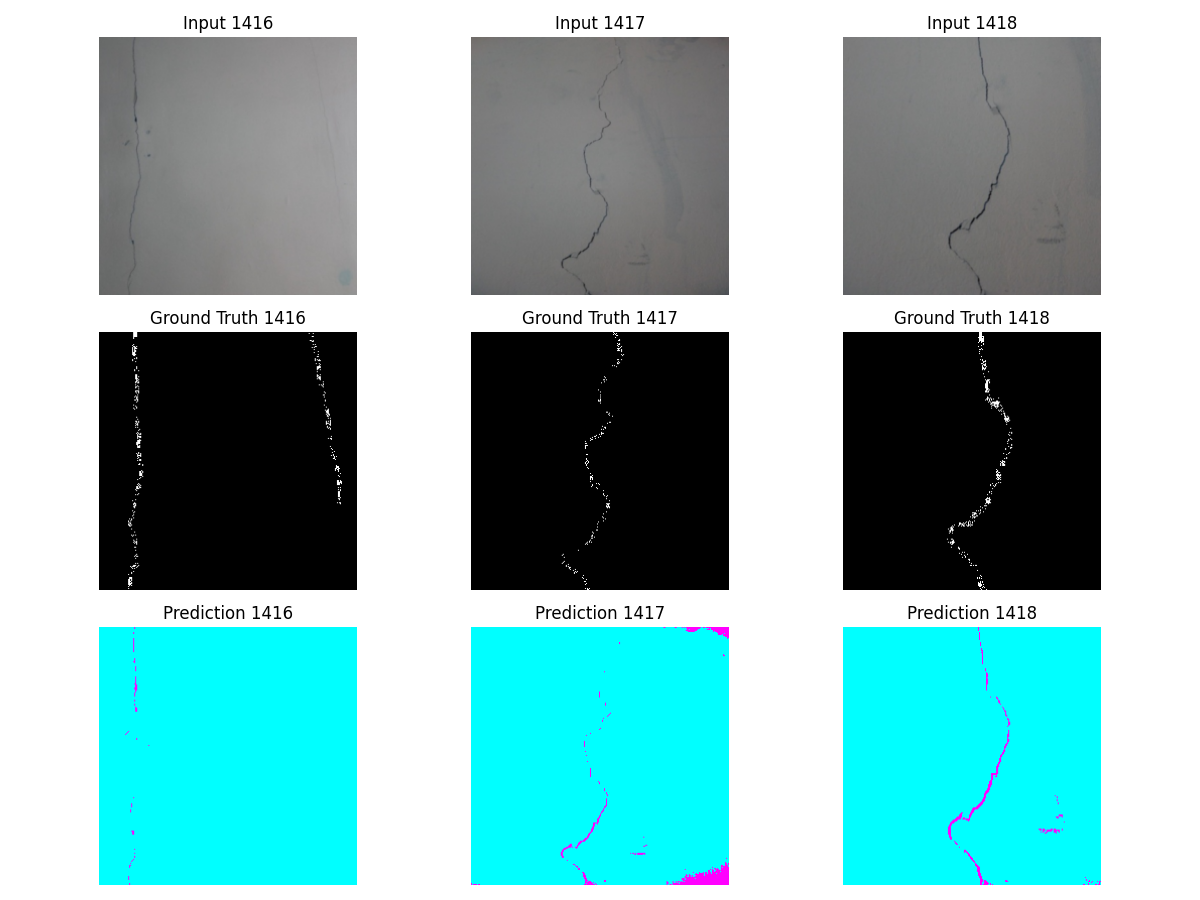 Input 1416
Input 1417
Input 1418
Ground Truth 1416
Ground Truth 1417
Ground Truth 1418
Prediction 1416
Prediction 1417
Prediction 1418